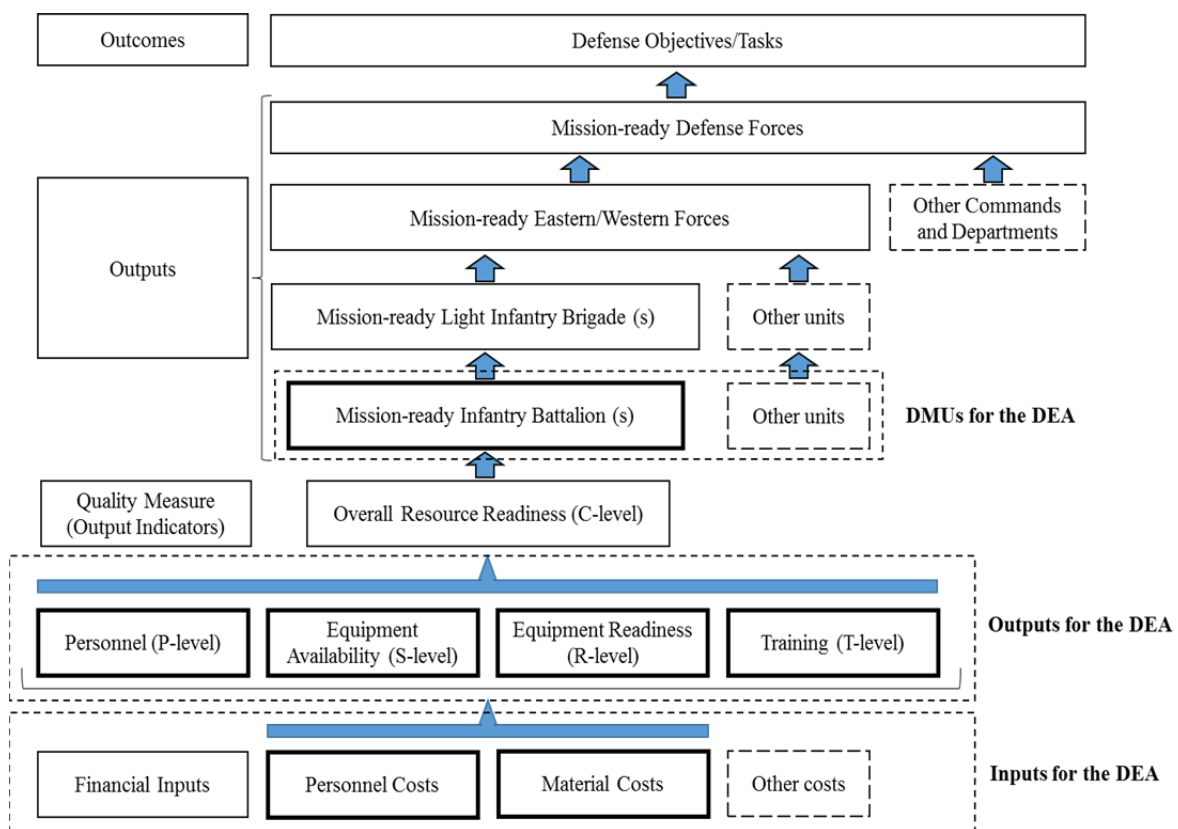 Outcomes
Defense Objectives/Tasks
Mission-ready Defense Forces
Outputs
Mission-ready Eastern/Western Forces
Other Commands
and Departments
Mission-ready Light Infantry Brigade (s)
Other units
Mission-ready Infantry Battalion (s)
Other units
DMUs for the DEA
Quality Measure
(Output Indicators)
Overall Resource Readiness (C-level)
Personnel (P-level)
Equipment
Availability (S-level)
Equipment Readiness
(R-level)
Training (T-level)
Outputs for the DEA
Financial Inputs
Personnel Costs
Material Costs
Other costs
Inputs for the DEA